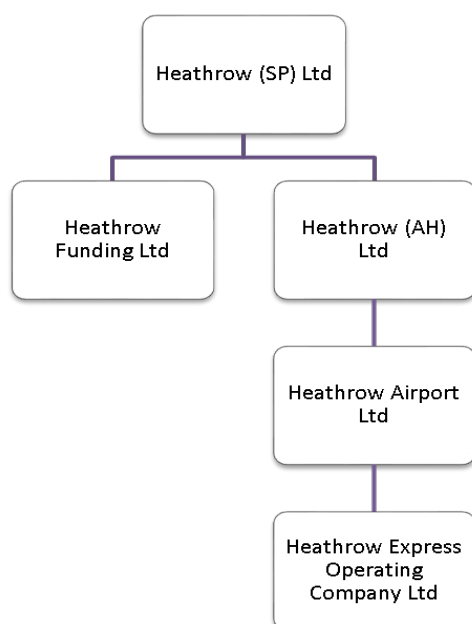 Heathrow (SP) Ltd
Heathrow
Funding Ltd
Heathrow (AH)
Ltd
Heathrow Airport
Ltd
Heathrow Express
Operating
Company Ltd